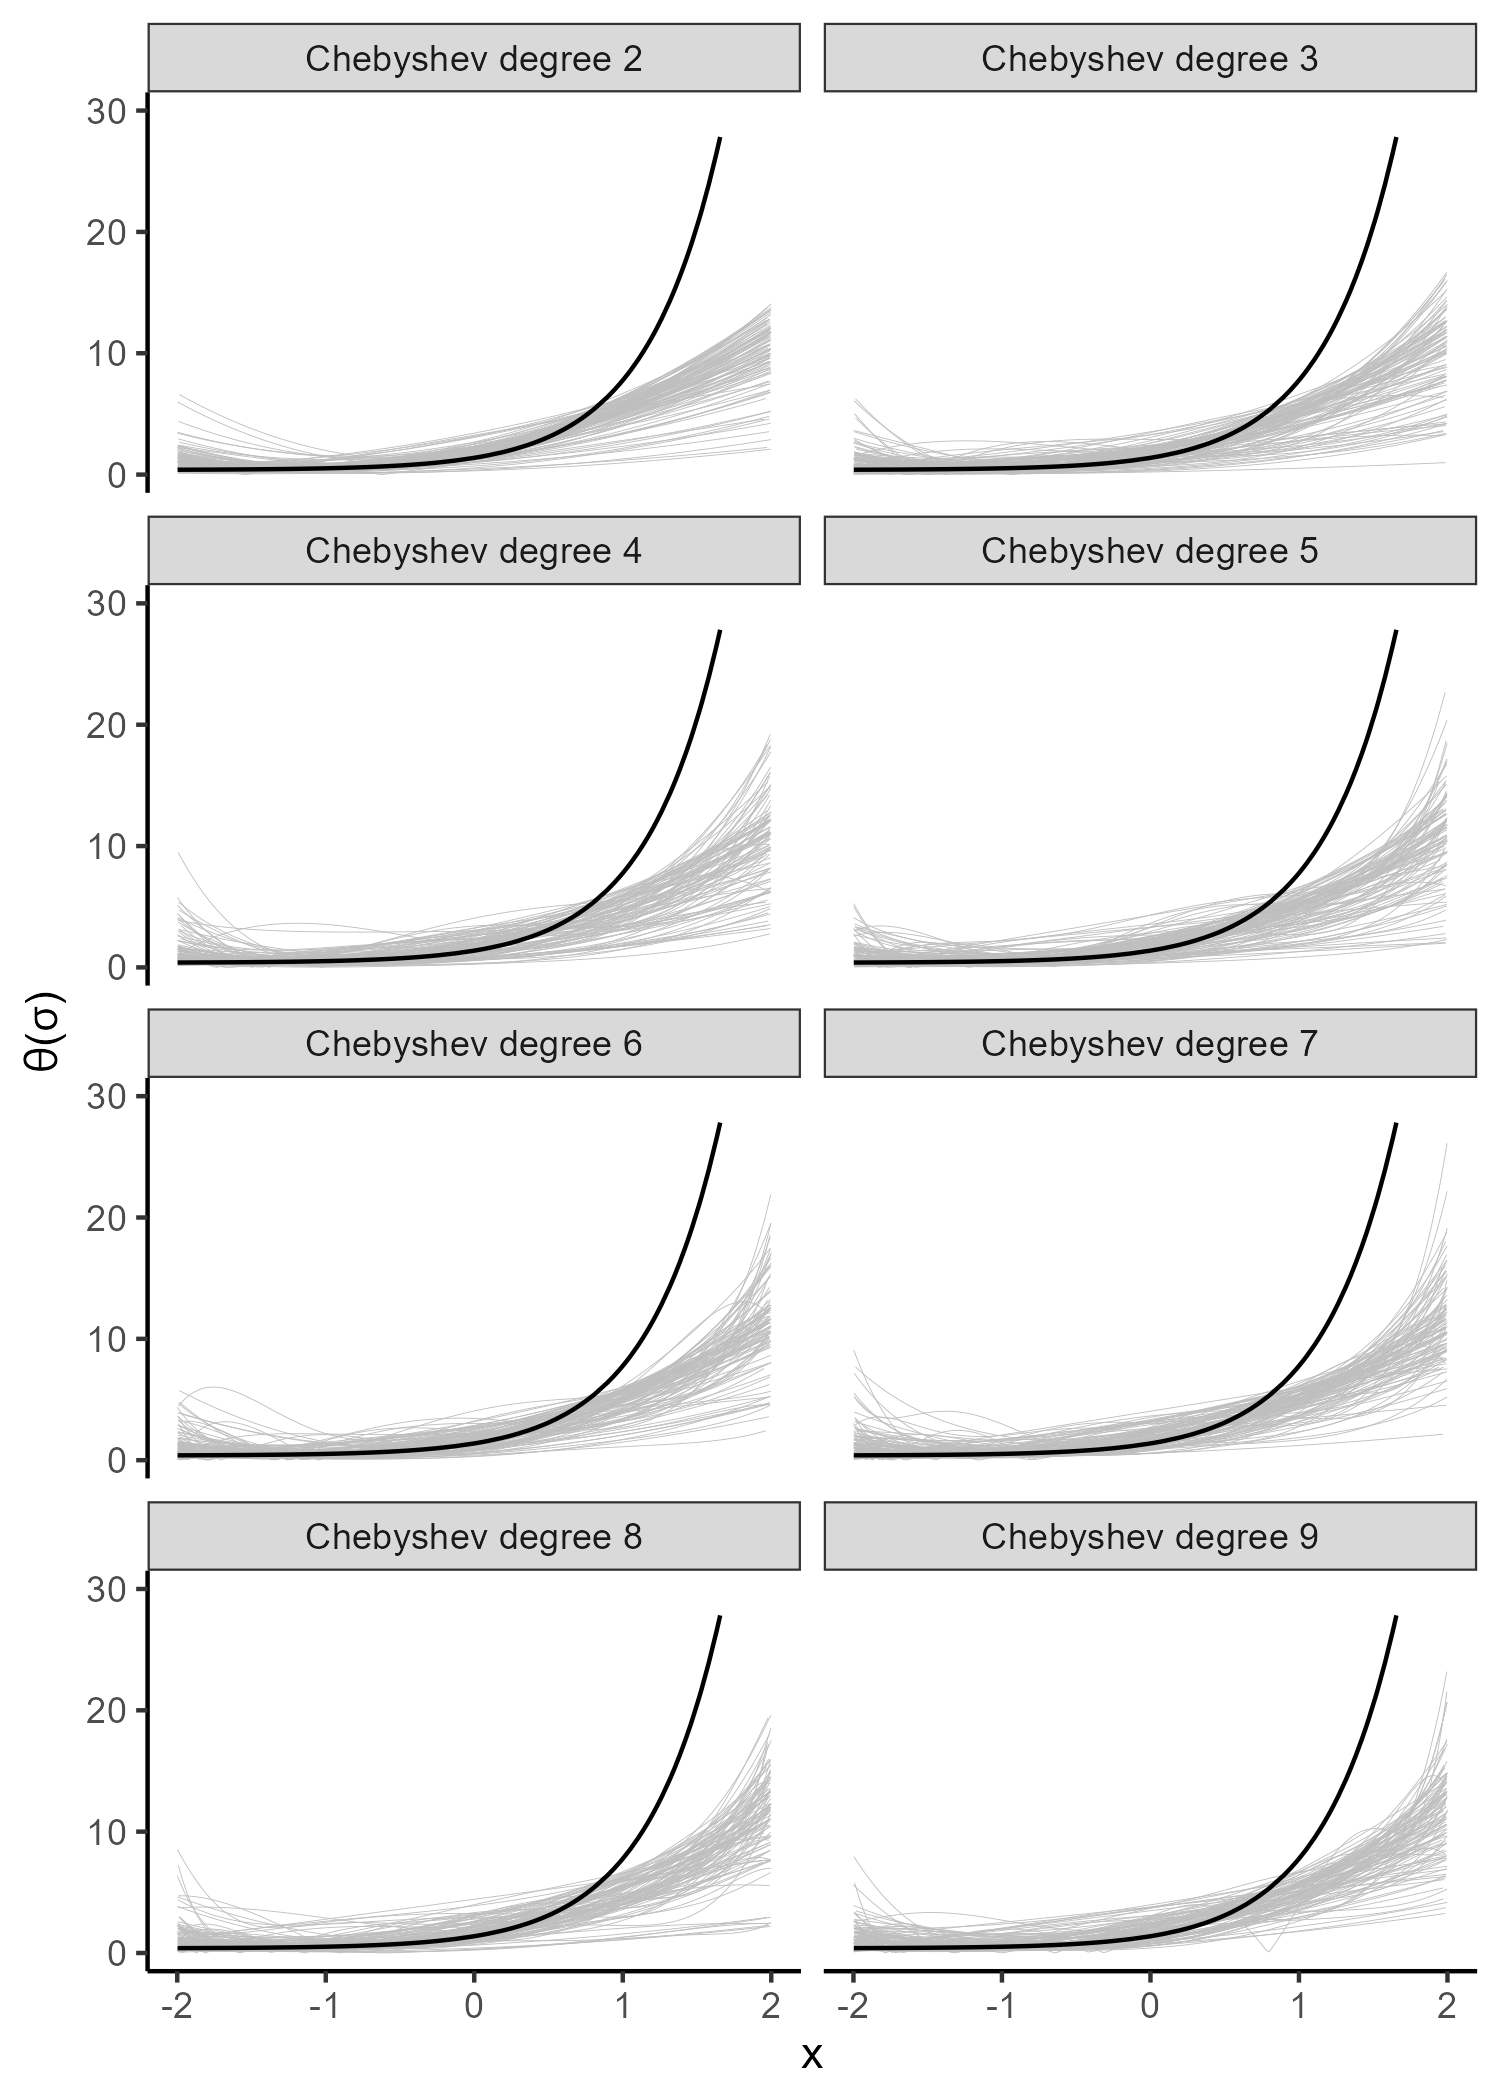 Chebyshev degree 2
Chebyshev degree 3
30
20
10
0
Chebyshev degree 4
Chebyshev degree 5
30
20
10
0
θ(σ)
Chebyshev degree 6
Chebyshev degree 7
30
20
10
0
Chebyshev degree 8
Chebyshev degree 9
30
20
10
0
-2 -1 0 1 2 -2 -1 0 1 2
x